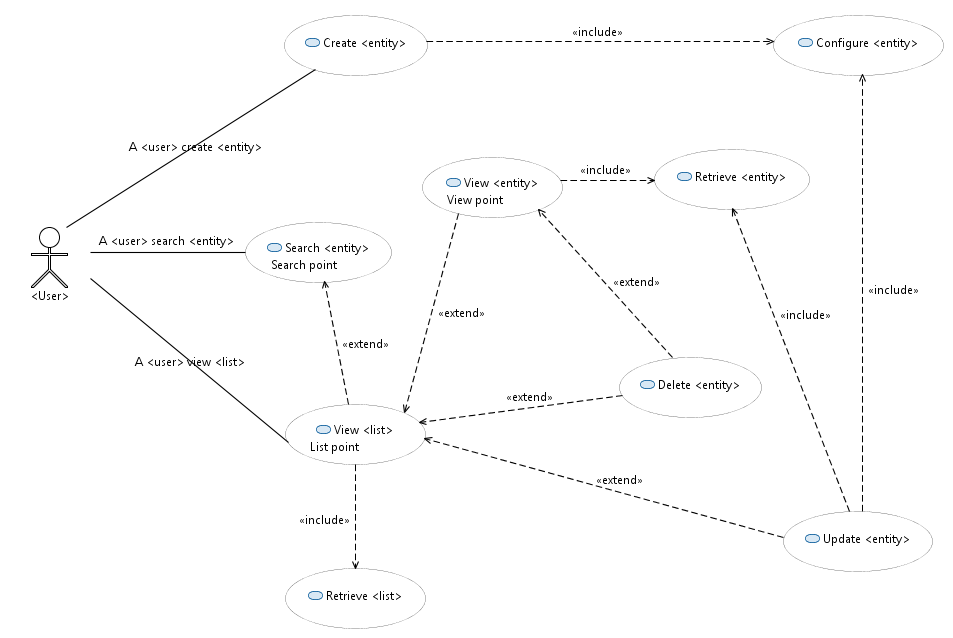 «include»
Create <entity>
Configure <entity>
A <user> create <entity>
«include»
View <entity>
View point
Retrieve <entity>
A <user> search <entity>
Search <entity>
Search point
<User>
«extend»
«include»
«extend»
«include»
«extend»
A <user> view <list>
Delete <entity>
«extend»
View <list>
List point
«extend»
«include»
Update <entity>
Retrieve <list>